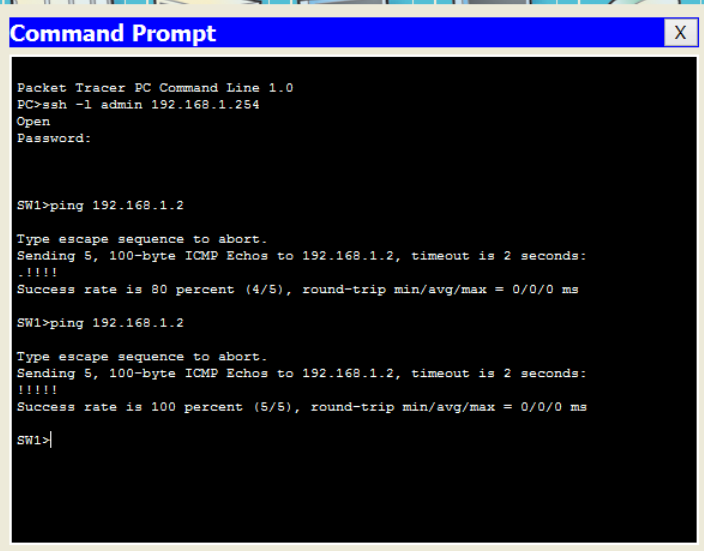 Command Prompt
X
Packet Tracer PC Command Line 1.0
PC>ssh -l admin 192.168.1.254
Open
Password:
SW1>ping 192.168.1.2
Type escape sequence to abort.
Sending 5, 100-byte ICMP Echos to 192.168.1.2, timeout is 2 seconds:
.!!!!
Success rate is 80 percent (4/5), round-trip min/avg/max = 0/0/0 ms
SW1>ping 192.168.1.2
Type escape sequence to abort.
Sending 5, 100-byte ICMP Echos to 192.168.1.2, timeout is 2 seconds:
!!!!!
Success rate is 100 percent (5/5), round-trip min/avg/max = 0/0/0 ms
SW1>